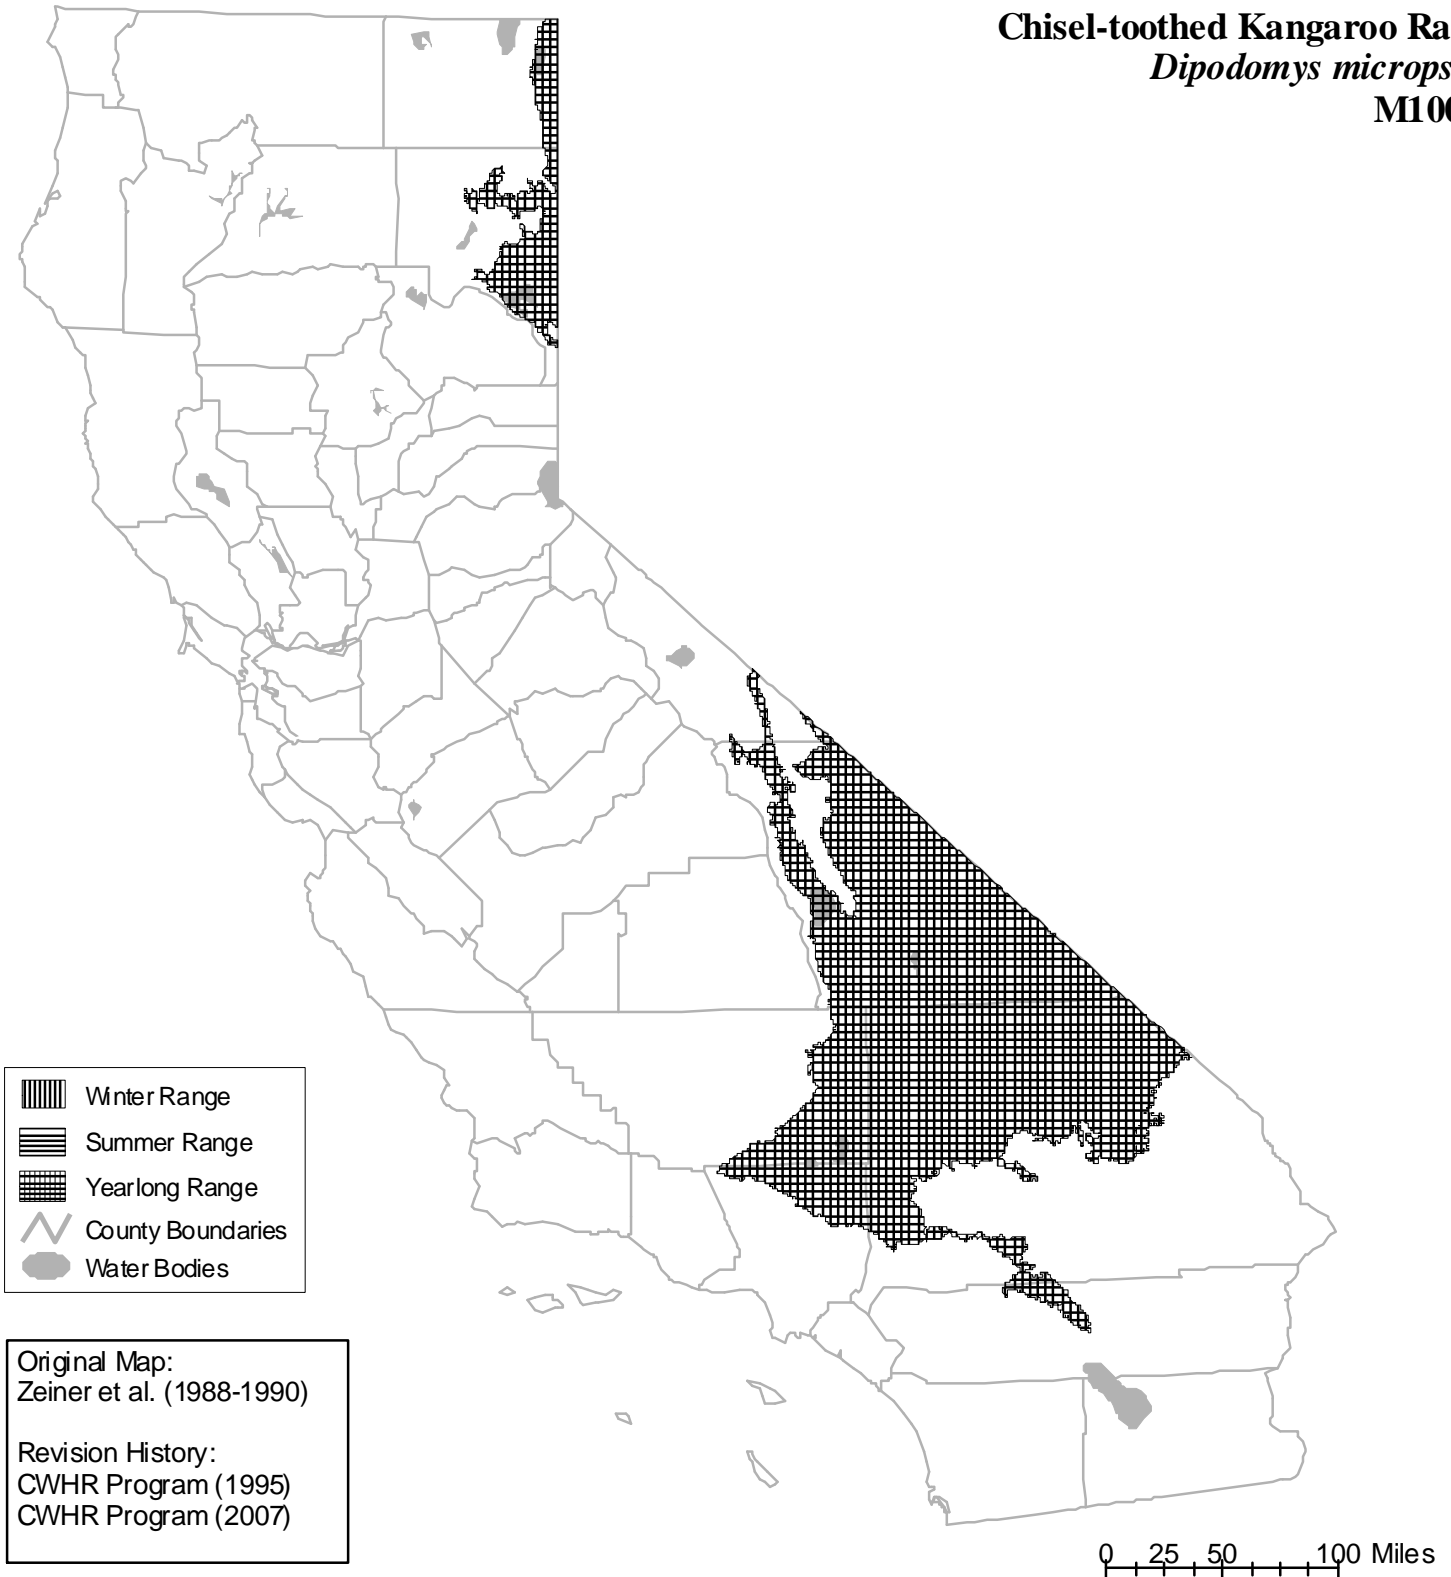 Chisel-toothed Kangaroo Ra
Dipodomys microps
M100
Winter Range
Summer Range
Yearlong Range
County Boundaries
Water Bodies
Original Map:
Zeiner et al. (1988-1990)
Revision History:
CWHR Program (1995)
CWHR Program (2007)
0 25 50 100 Miles